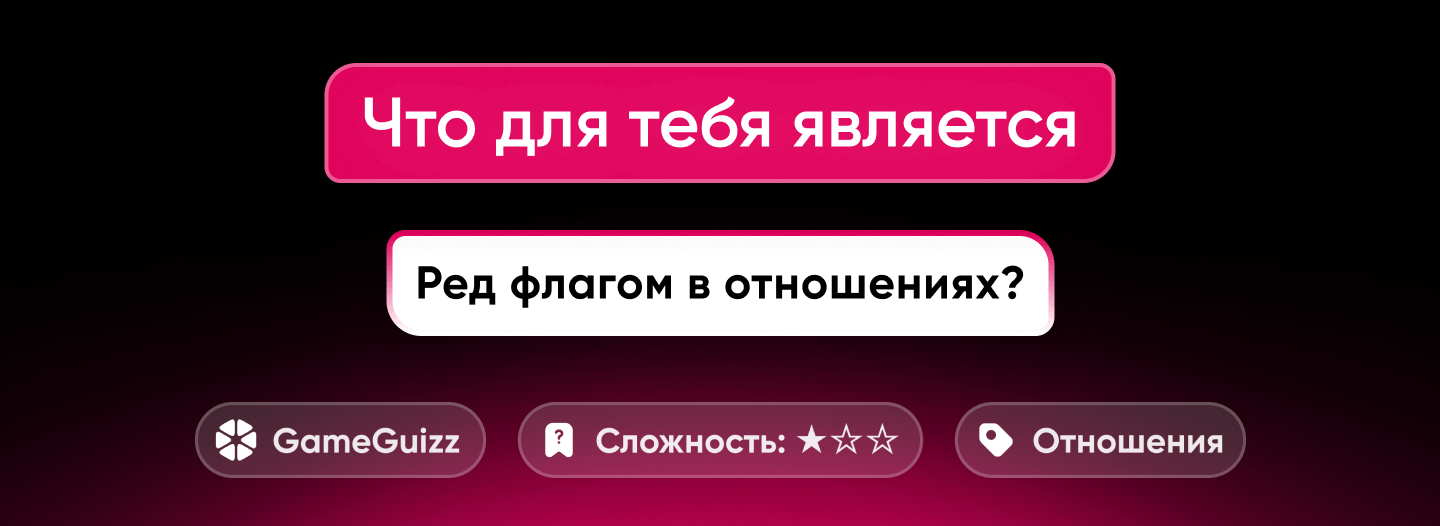 Что для тебя является
Ред флагом в отношениях?
GameGuizz
Сложность: ★☆☆
Отношения